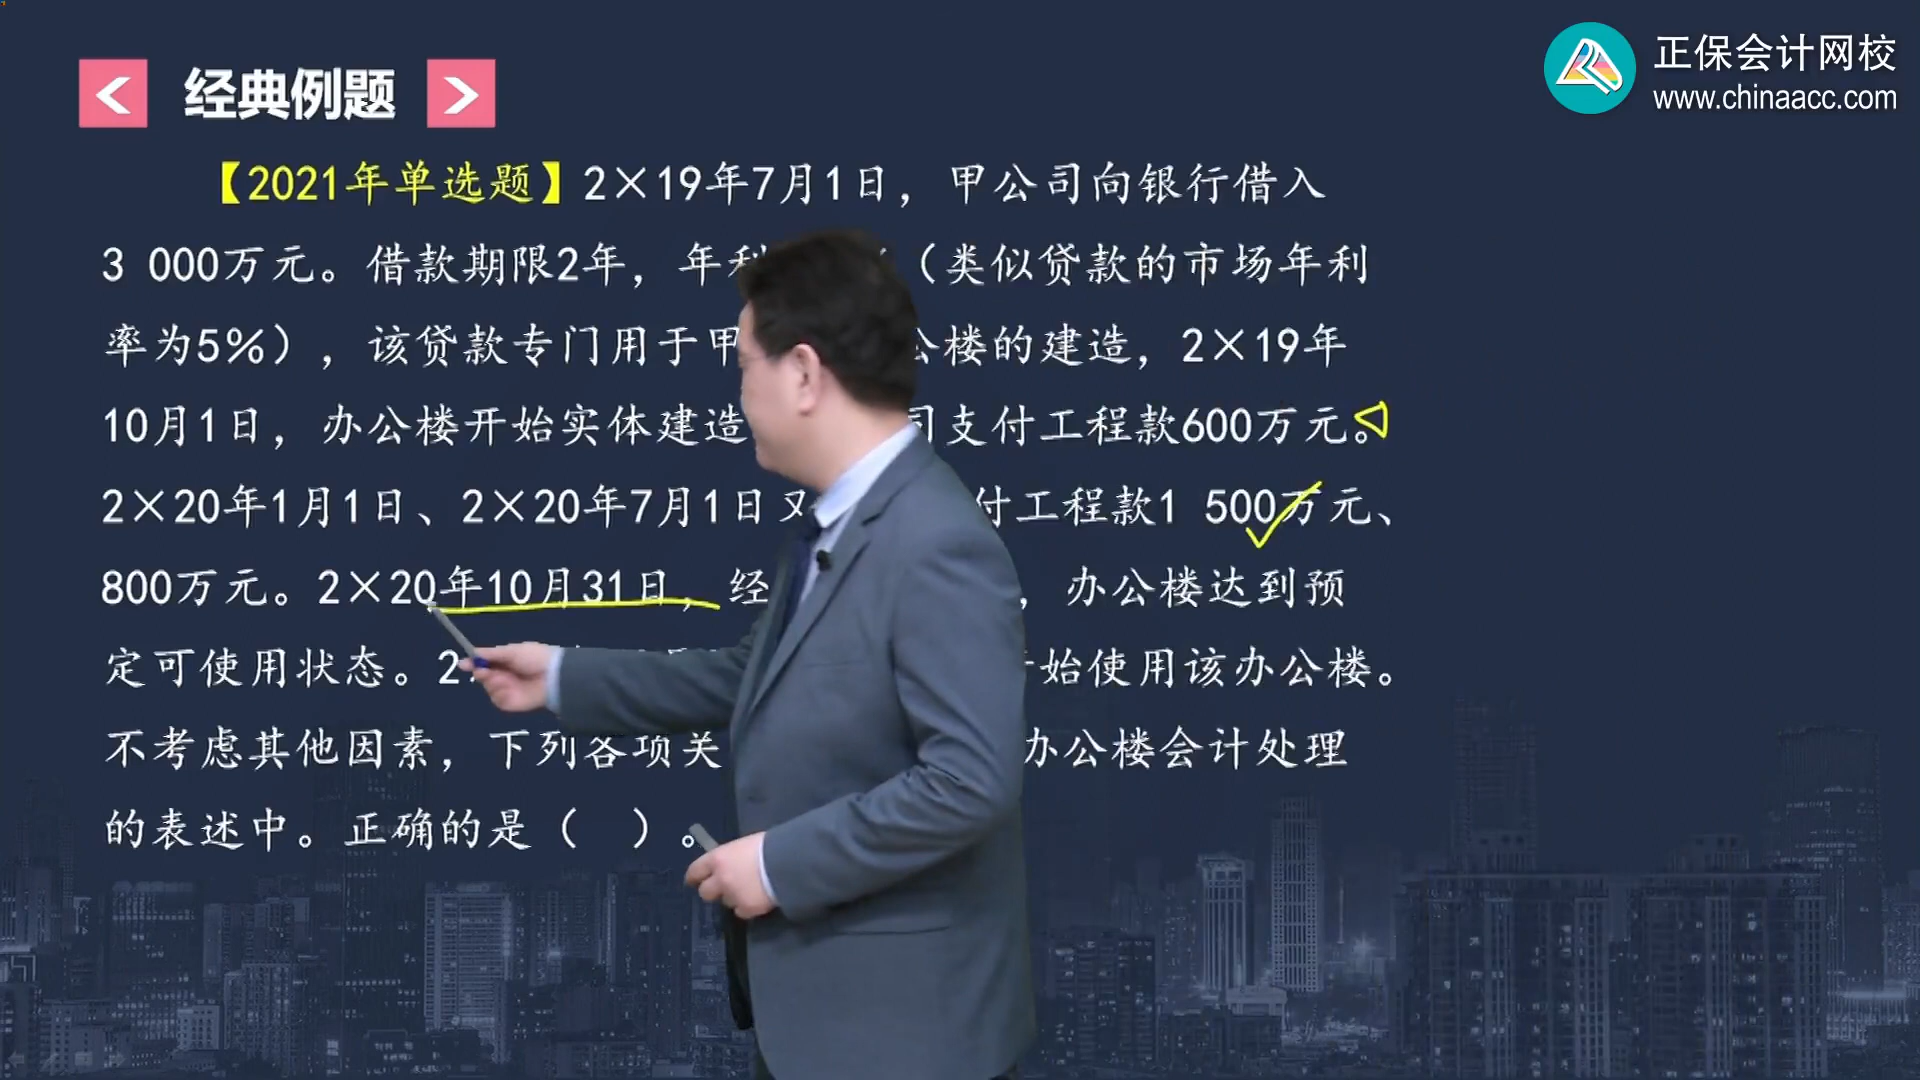 正保会计网校
www.chinaacc.com
经典例题
【2021年单选题】2×19年7月1日，甲公司向银行借入
3 000万元。借款期限2年，年利（类似贷款的市场年利
率为5%），该贷款专门用于甲公楼的建造，2×19年
10月1日，办公楼开始实体建造司支付工程款600万元。
2×20年1月1日、2×20年7月1日又付工程款1 500万元、
800万元。2×20年10月31日，经，办公楼达到预
定可使用状态。2始使用该办公楼。
不考虑其他因素，下列各项关办公楼会计处理
的表述中。正确的是（ ）。